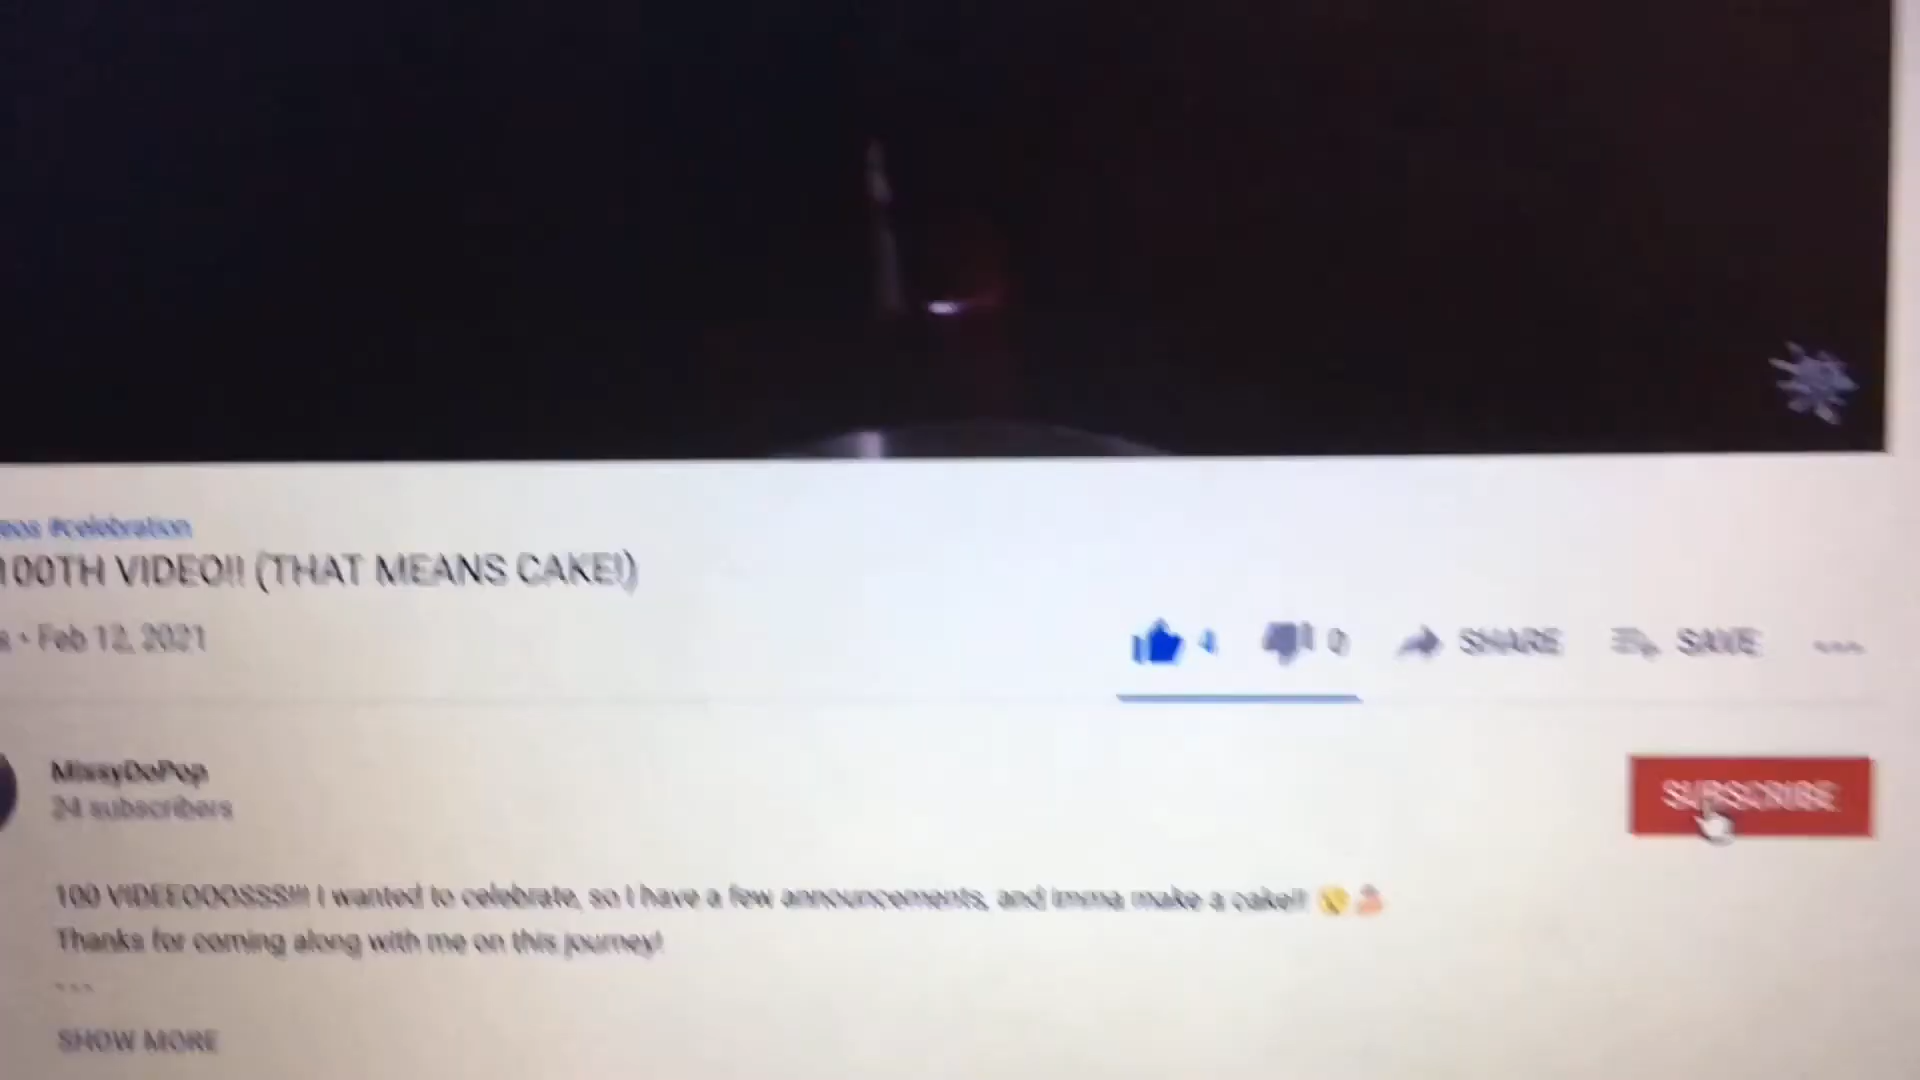 #celebration
100TH VIDEO!! (THAT MEANS CAKE!)
• Feb 12, 2021
4
0
SHARE
SAVE
MissyDoPop
24 subscribers
SUBSCRIBE
100 VIDEEOOOSSS!!! I wanted to celebrate, so I have a few announcements, and imma make a cake!!
Thanks for coming along with me on this journey!
---
SHOW MORE